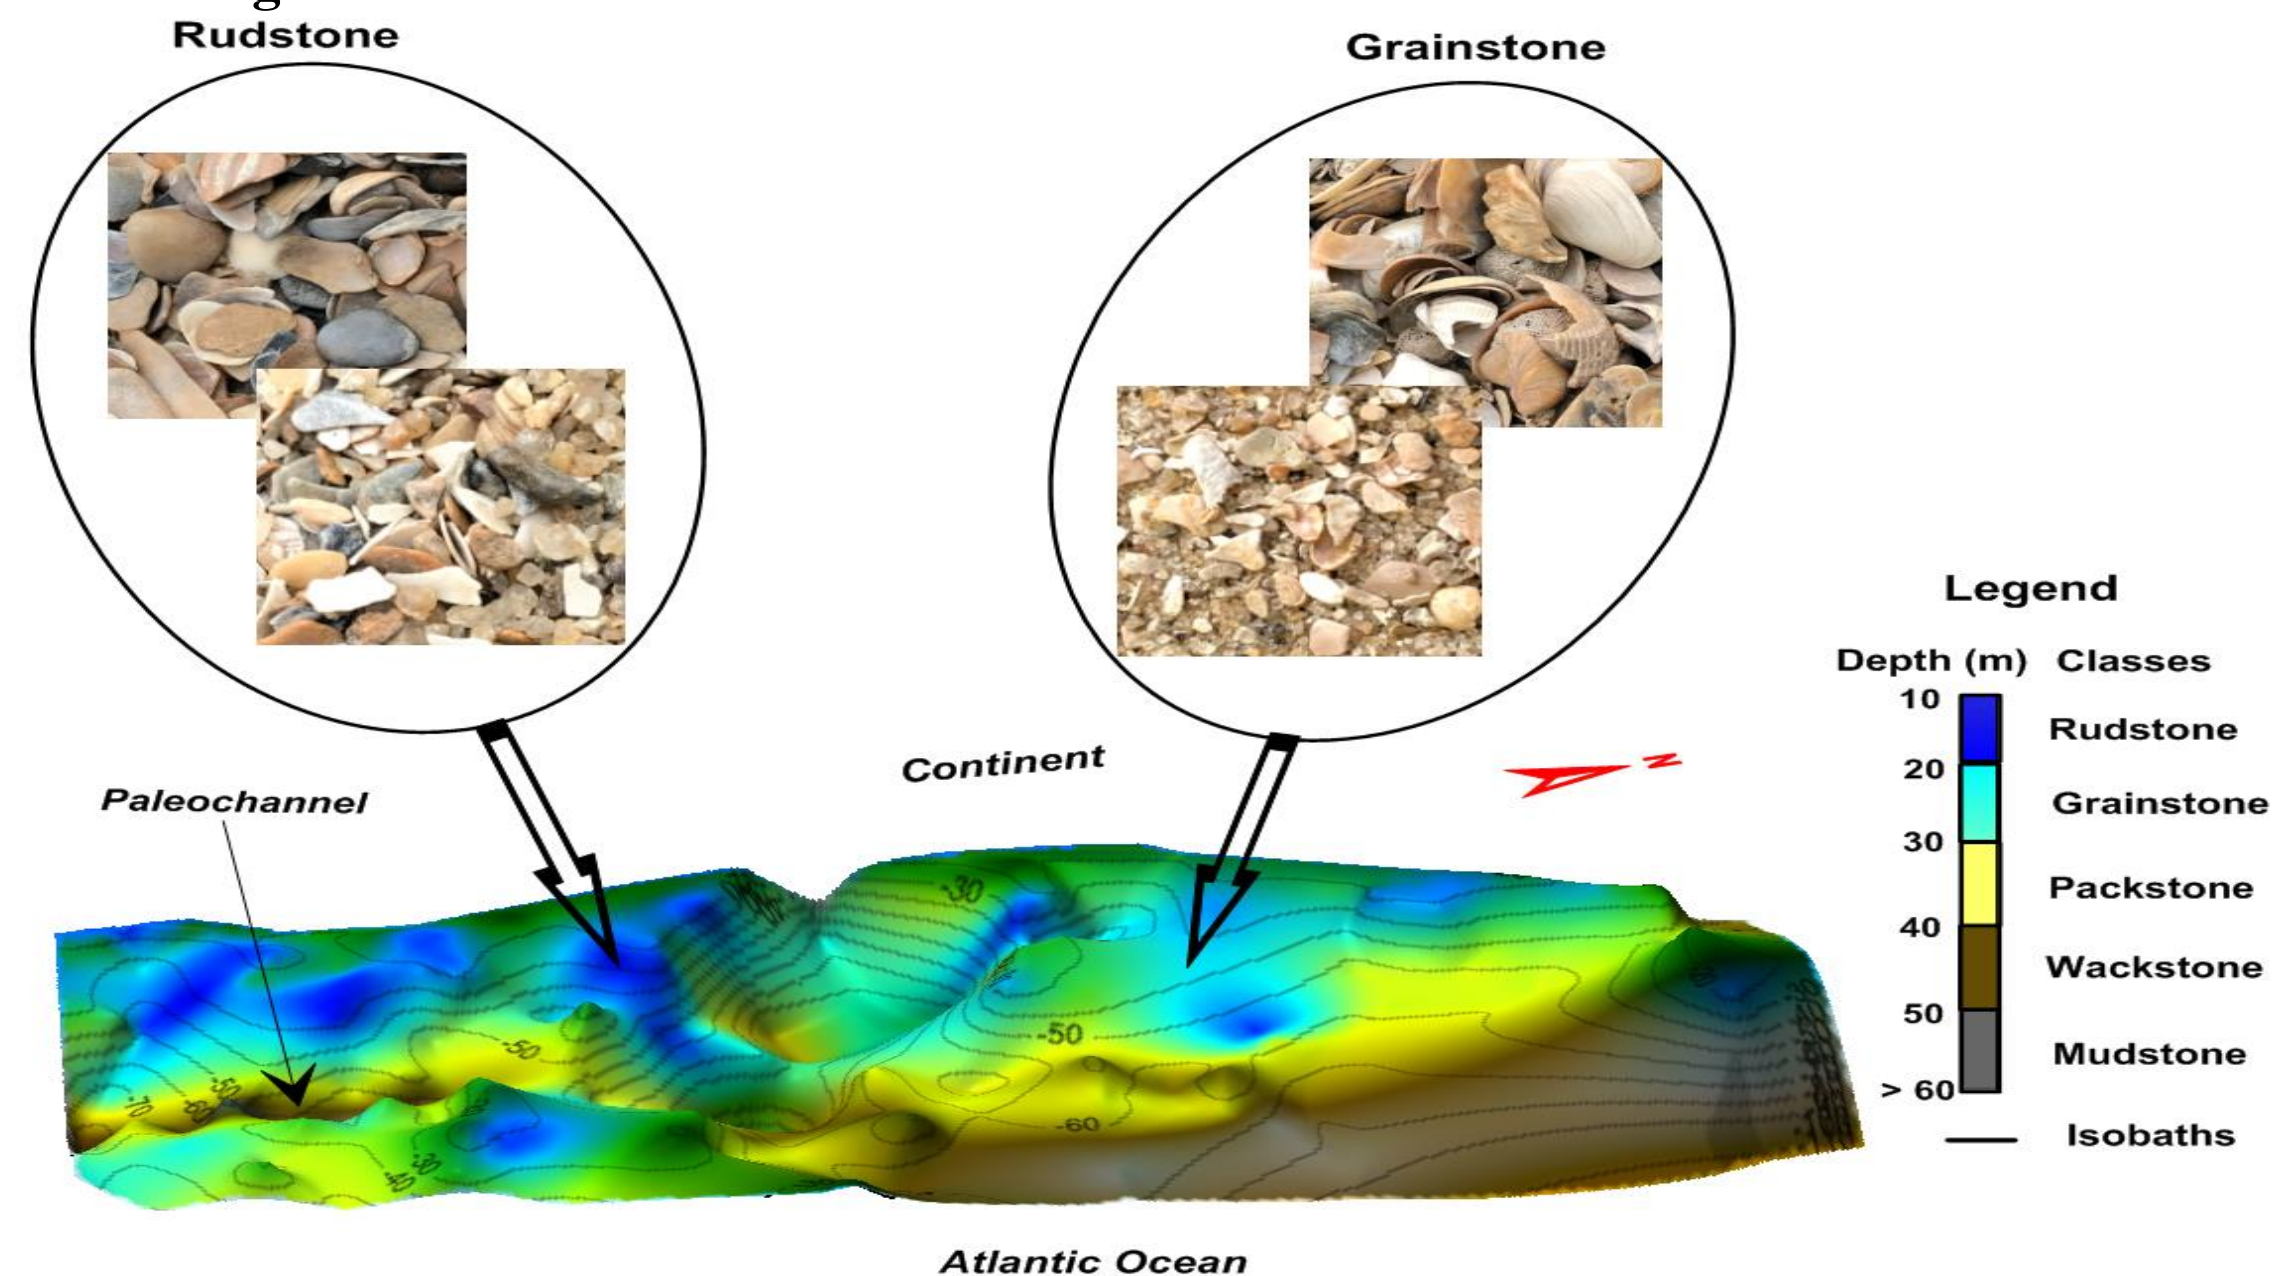 Rudstone
Grainstone
Continent
Paleochannel
N
-30
-50
-50
-50
-60
-70
-60
-30
-40
Legend
Depth (m) Classes
10
Rudstone
20
Grainstone
30
Packstone
40
Wackstone
50
Mudstone
> 60
Isobaths
Atlantic Ocean